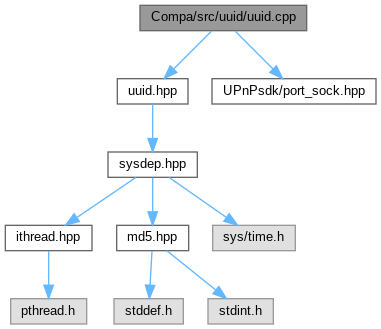 Compa/src/uuid/uuid.cpp
uuid.hpp
UPnPsdk/port_sock.hpp
sysdep.hpp
ithread.hpp
md5.hpp
sys/time.h
pthread.h
stddef.h
stdint.h